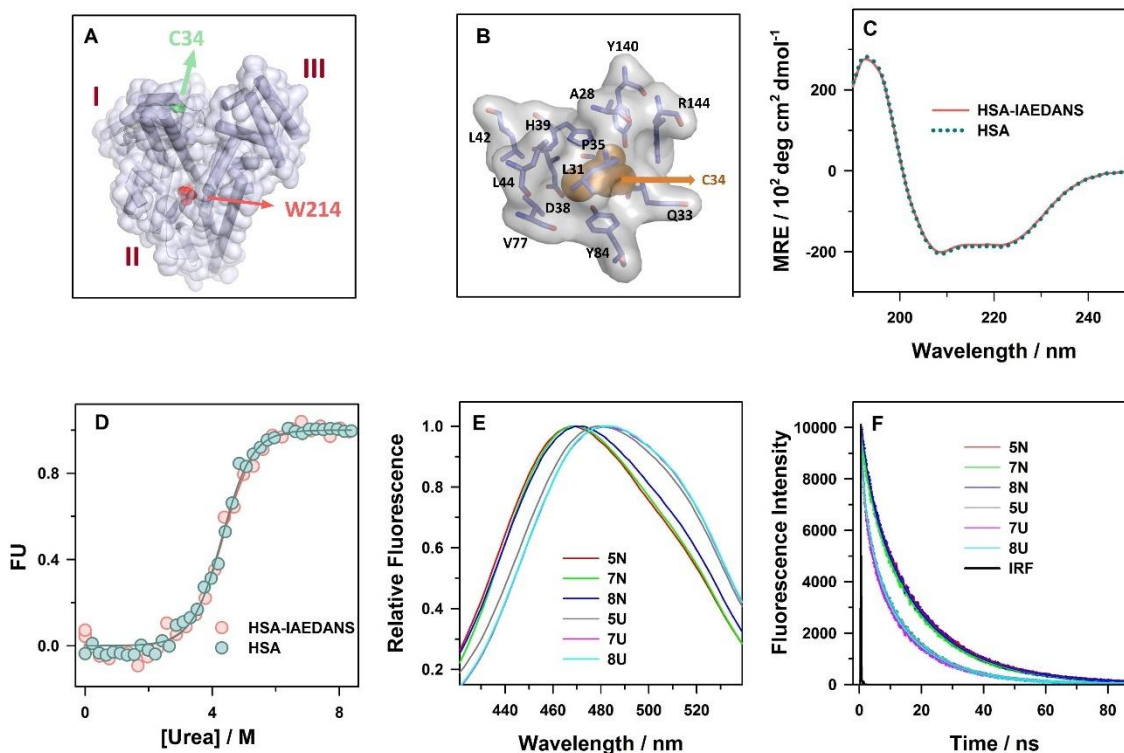 A
C34
I
III
W214
II
B
Y140
A28
R144
H39
L42
P35
L31
C34
L44
D38
Q33
V77
Y84
C
MRE / 10² deg cm² dmol⁻¹
200
0
-200
HSA-IAEDANS
HSA
200 220 240
Wavelength / nm
D
FU
0.8
0.4
0.0
HSA-IAEDANS
HSA
0 4 8
[Urea] / M
E
Relative Fluorescence
1.0
0.8
0.6
0.4
0.2
5N
7N
8N
5U
7U
8U
440 460 480 500 520
Wavelength / nm
F
Fluorescence Intensity
10000
8000
6000
4000
2000
0
5N
7N
8N
5U
7U
8U
IRF
0 20 40 60 80
Time / ns